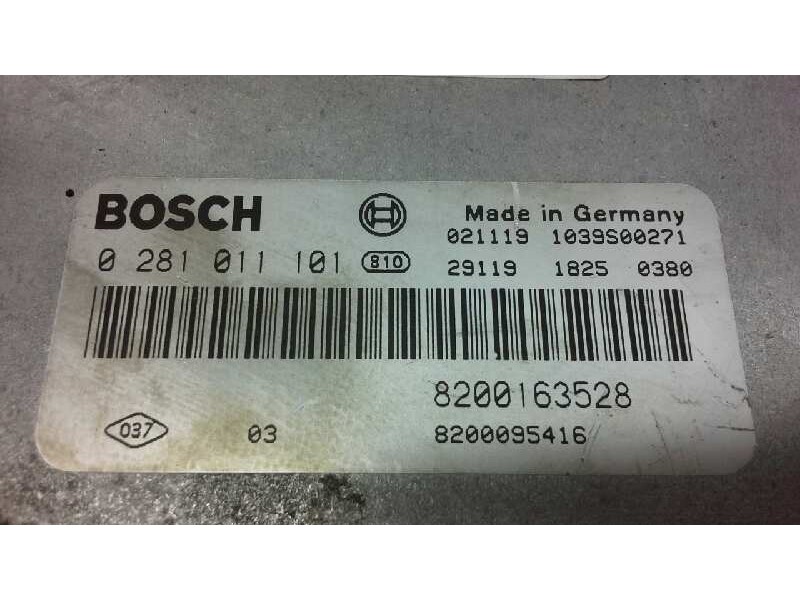 BOSCH Made in Germany
021119 1039S00271
0 281 011 101 810 29119 1825 0380
8200163528
037 03 8200095416